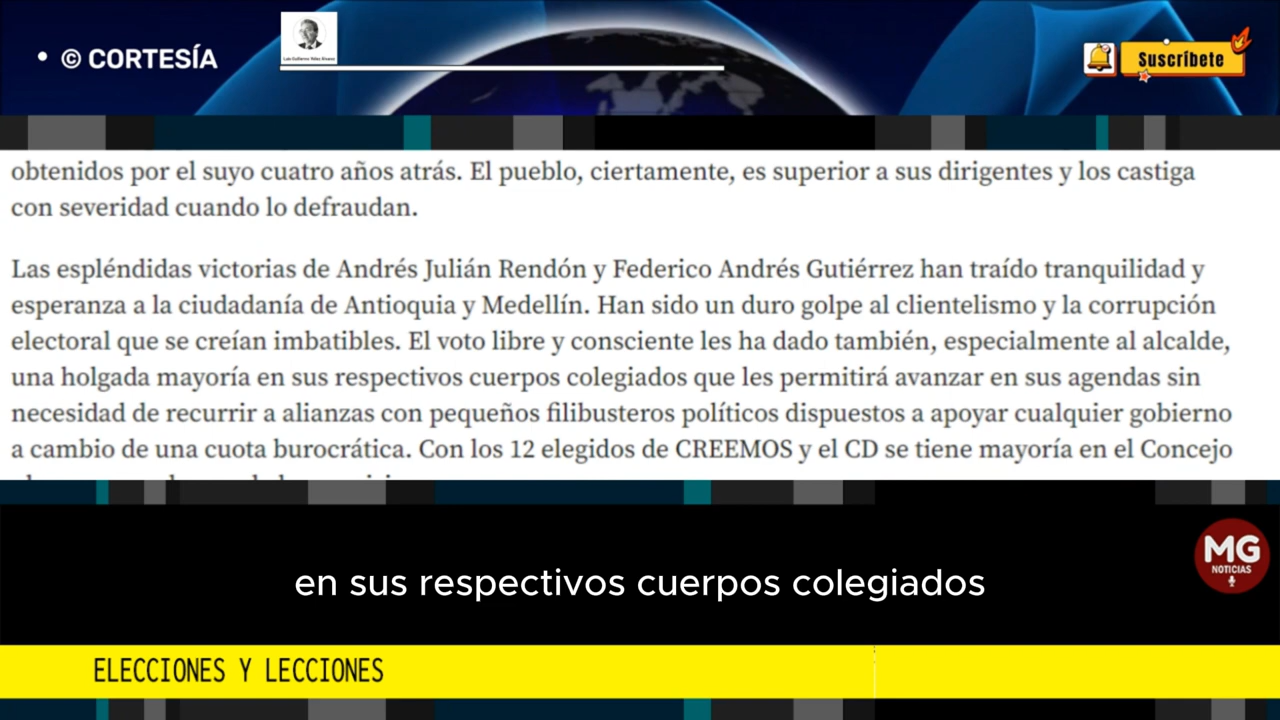 • © CORTESÍA
Suscríbete
obtenidos por el suyo cuatro años atrás. El pueblo, ciertamente, es superior a sus dirigentes y los castiga
con severidad cuando lo defraudan.
Las espléndidas victorias de Andrés Julián Rendón y Federico Andrés Gutiérrez han traído tranquilidad y
esperanza a la ciudadanía de Antioquia y Medellín. Han sido un duro golpe al clientelismo y la corrupción
electoral que se creían imbatibles. El voto libre y consciente les ha dado también, especialmente al alcalde,
una holgada mayoría en sus respectivos cuerpos colegiados que les permitirá avanzar en sus agendas sin
necesidad de recurrir a alianzas con pequeños filibusteros políticos dispuestos a apoyar cualquier gobierno
a cambio de una cuota burocrática. Con los 12 elegidos de CREEMOS y el CD se tiene mayoría en el Concejo
MG
NOTICIAS
en sus respectivos cuerpos colegiados
ELECCIONES Y LECCIONES